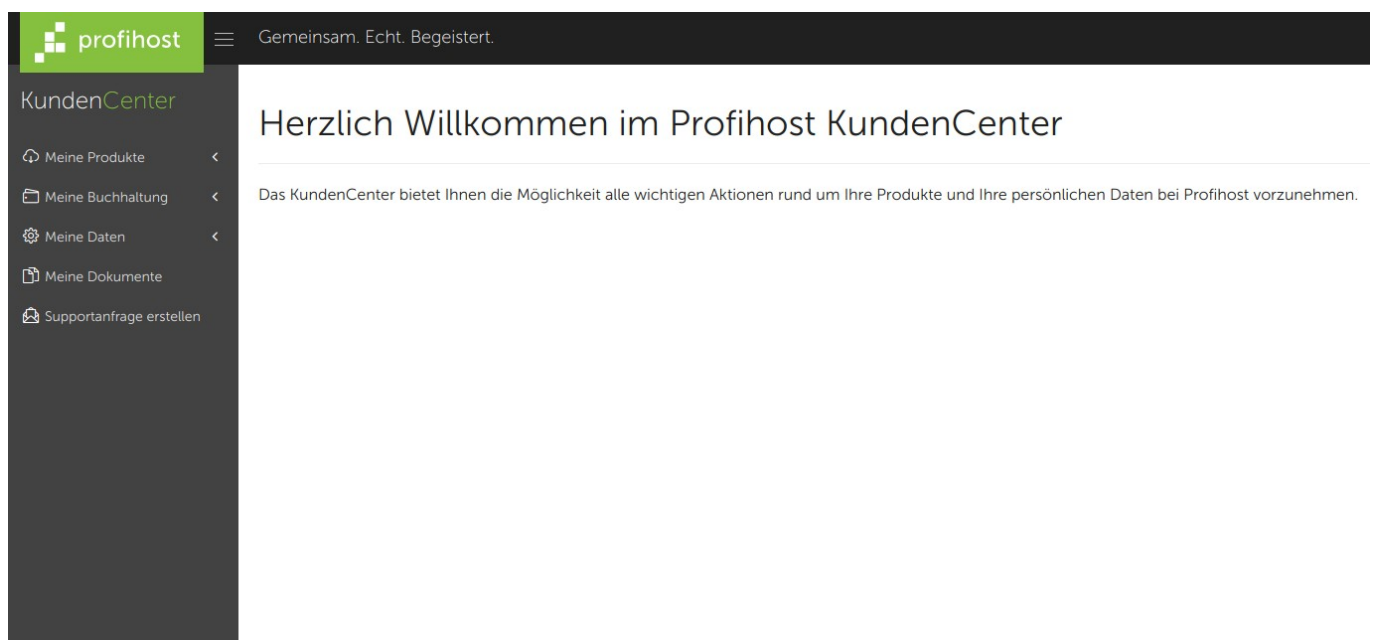 profihost
Gemeinsam. Echt. Begeistert.
KundenCenter
Meine Produkte
Meine Buchhaltung
Meine Daten
Meine Dokumente
Supportanfrage erstellen
Herzlich Willkommen im Profihost KundenCenter
Das KundenCenter bietet Ihnen die Möglichkeit alle wichtigen Aktionen rund um Ihre Produkte und Ihre persönlichen Daten bei Profihost vorzunehmen.